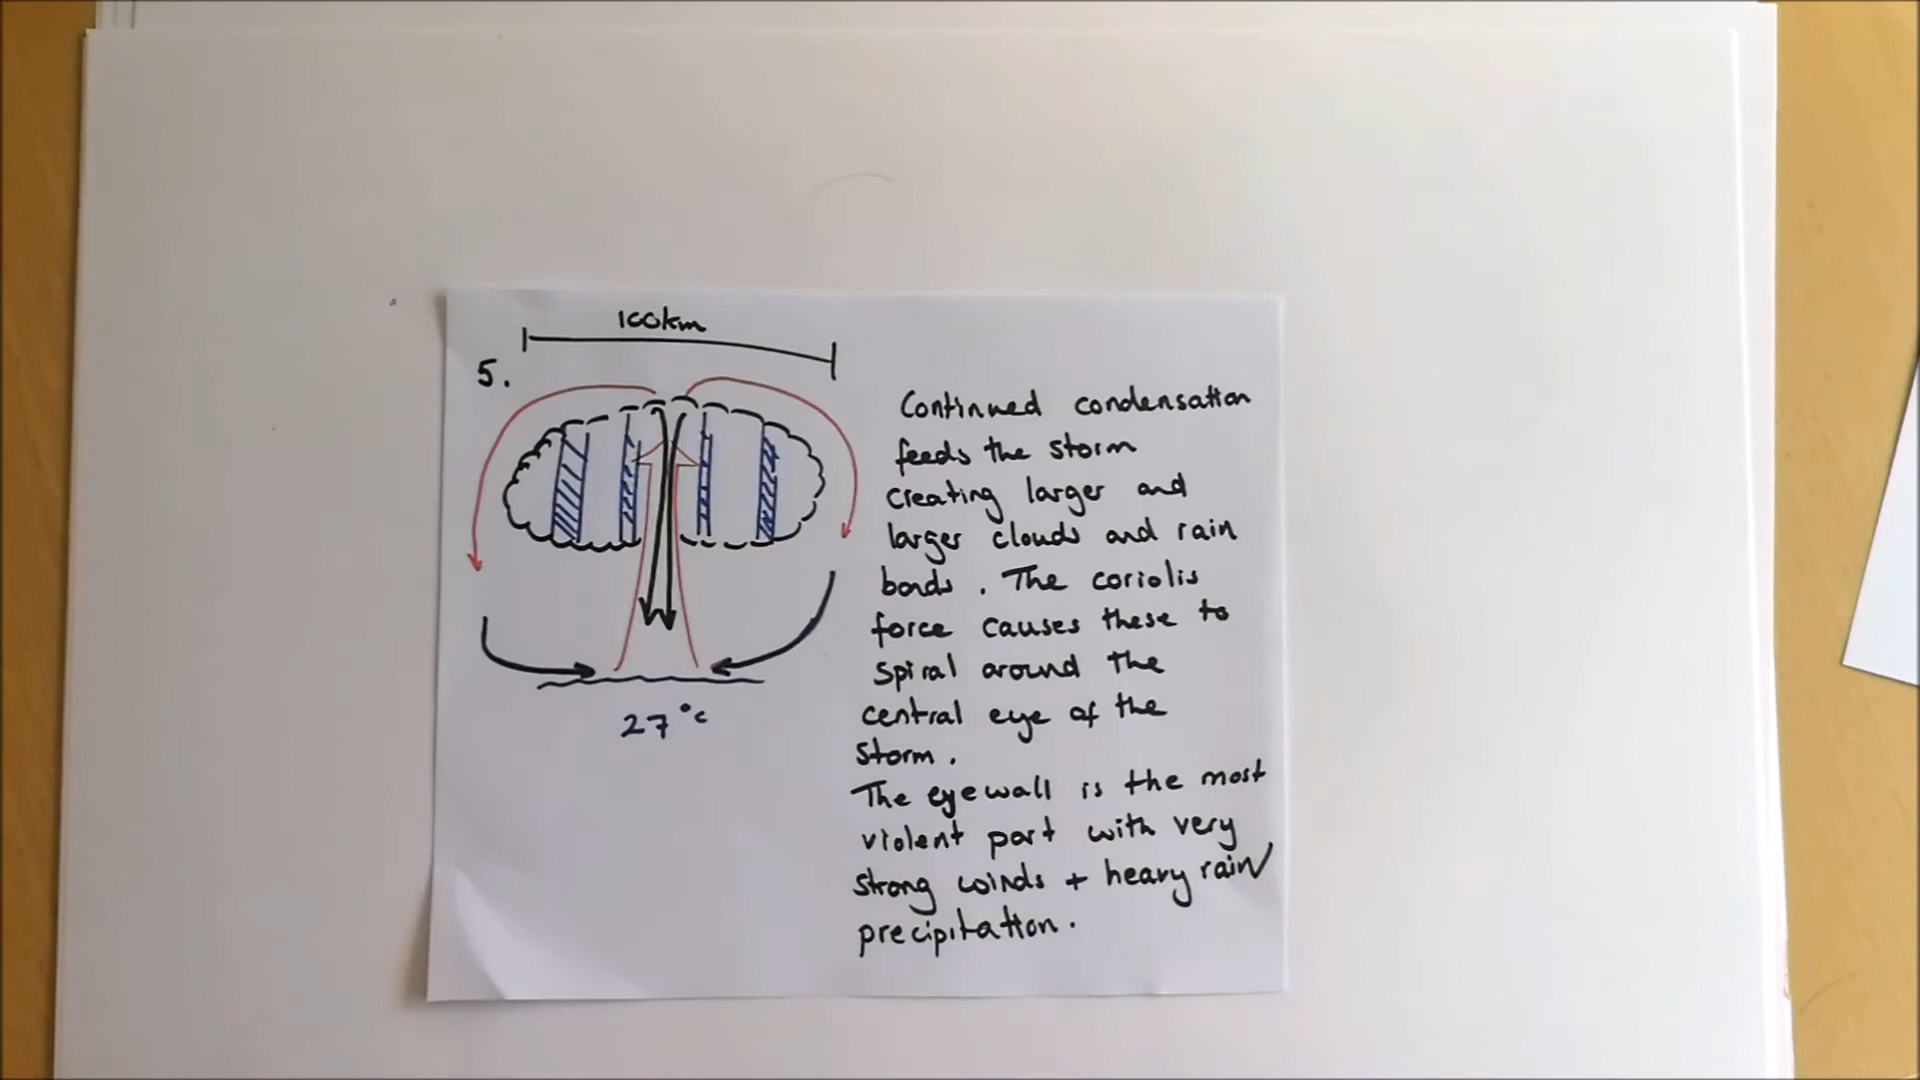 100km
5.
27°c
Continued condensation
feeds the storm
creating larger and
larger clouds and rain
bands. The coriolis
force causes these to
spiral around the
central eye of the
storm.
The eyewall is the most
violent part with very
strong winds + heavy rain
precipitation.